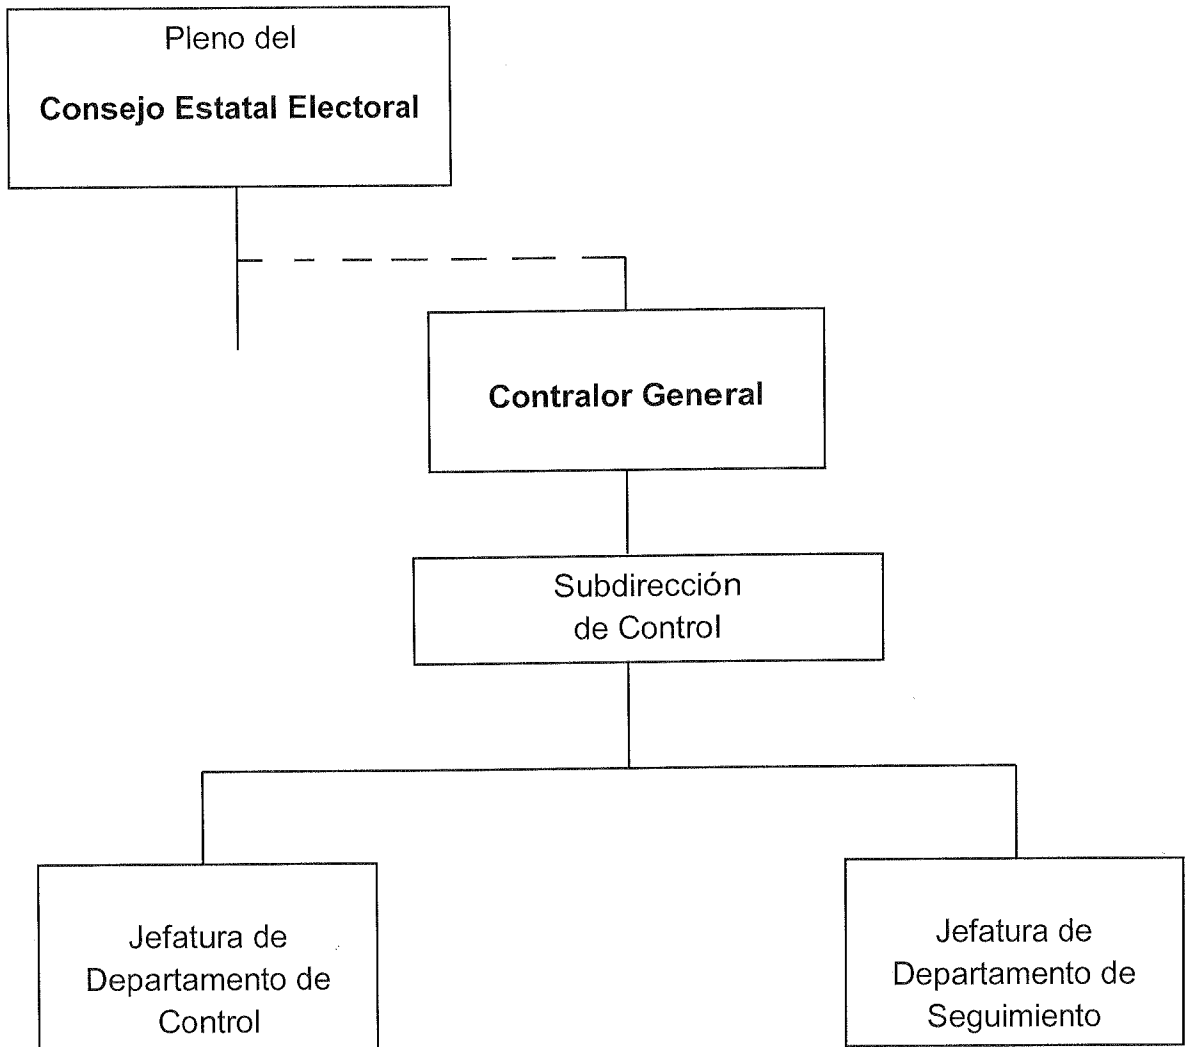 Pleno del
Consejo Estatal Electoral
Contralor General
Subdirección
de Control
Jefatura de
Departamento de
Control
Jefatura de
Departamento de
Seguimiento